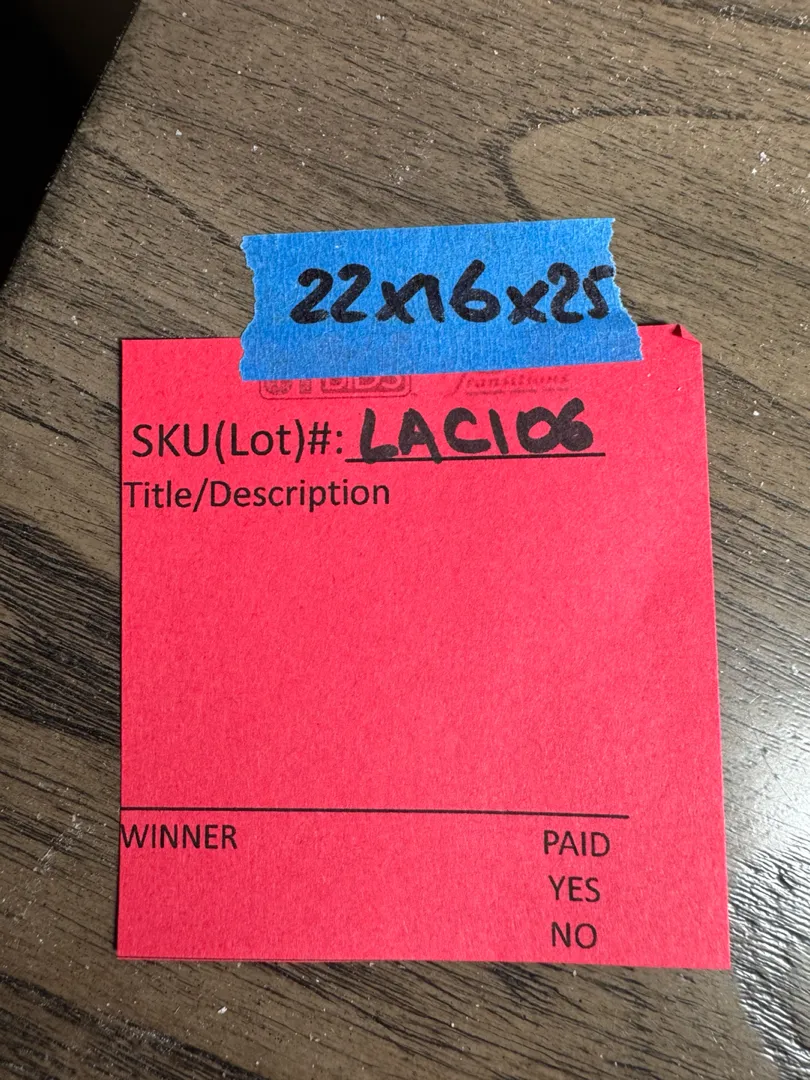 22x16x25
SKU(Lot)#: LAC106
Title/Description
WINNER
PAID
YES
NO